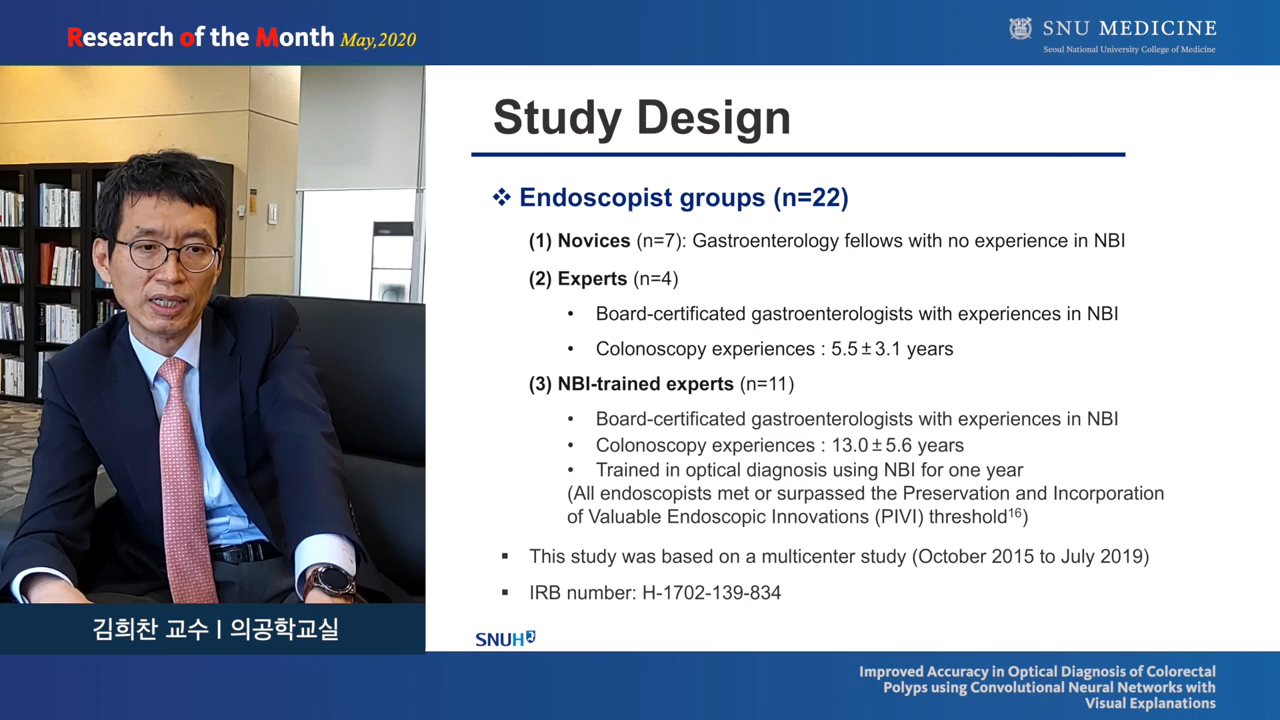 Research of the Month May,2020
SNU MEDICINE
Seoul National University College of Medicine
Study Design
❖ Endoscopist groups (n=22)
(1) Novices (n=7): Gastroenterology fellows with no experience in NBI
(2) Experts (n=4)
• Board-certificated gastroenterologists with experiences in NBI
• Colonoscopy experiences : 5.5 ± 3.1 years
(3) NBI-trained experts (n=11)
• Board-certificated gastroenterologists with experiences in NBI
• Colonoscopy experiences : 13.0 ± 5.6 years
• Trained in optical diagnosis using NBI for one year
(All endoscopists met or surpassed the Preservation and Incorporation
of Valuable Endoscopic Innovations (PIVI) threshold16)
▪ This study was based on a multicenter study (October 2015 to July 2019)
▪ IRB number: H-1702-139-834
김희찬 교수 | 의공학교실
SNUH
Improved Accuracy in Optical Diagnosis of Colorectal
Polyps using Convolutional Neural Networks with
Visual Explanations